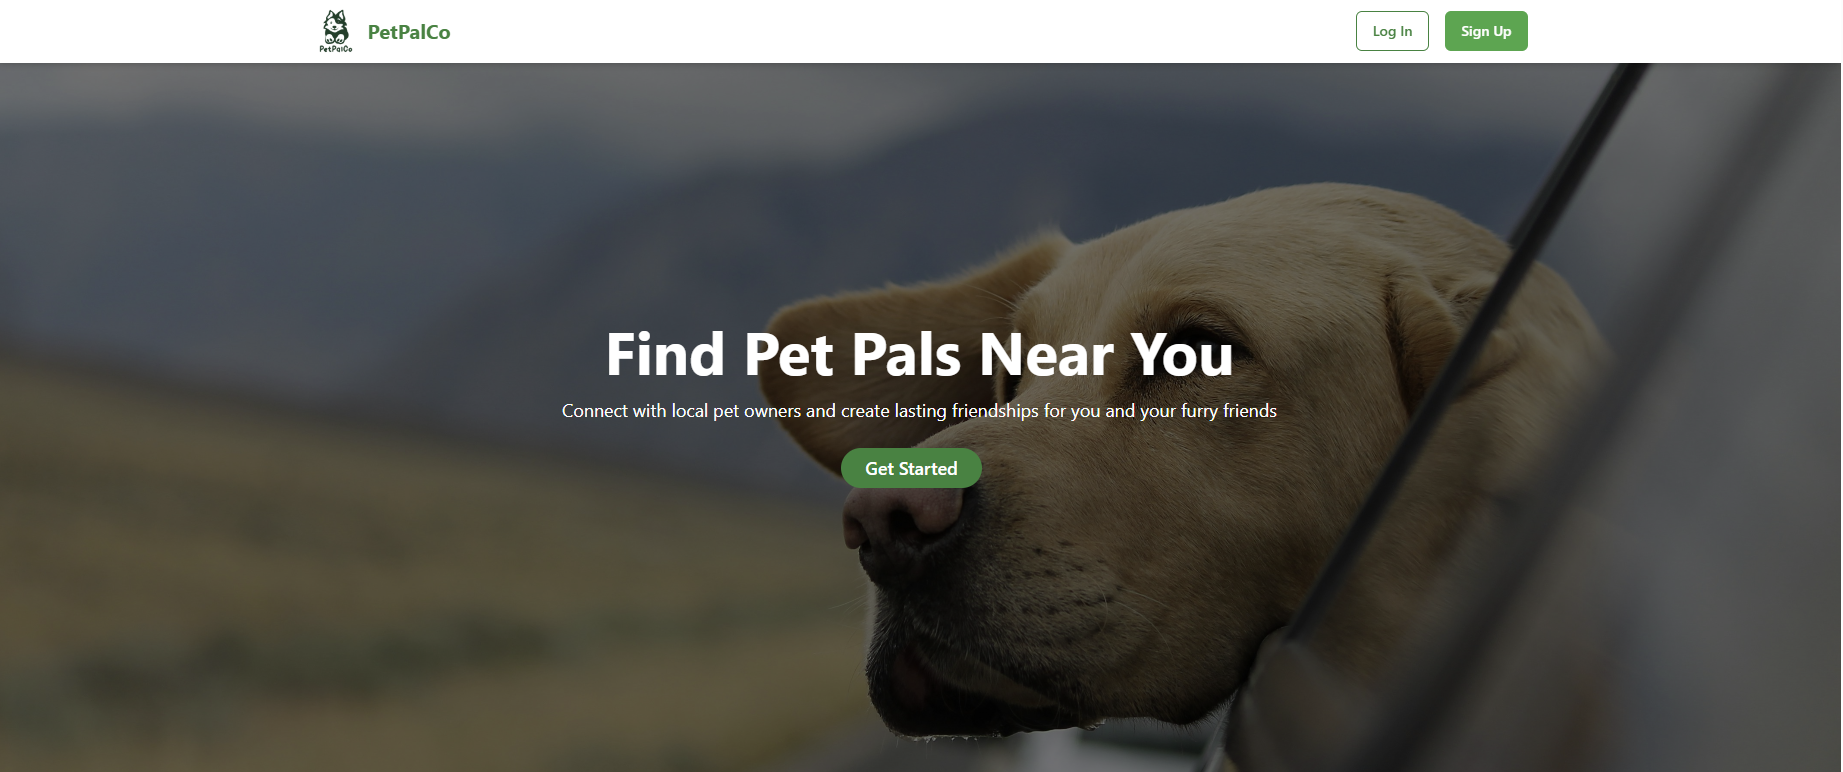 PetPalCo
PetPalCo
Log In
Sign Up
Find Pet Pals Near You
Connect with local pet owners and create lasting friendships for you and your furry friends
Get Started